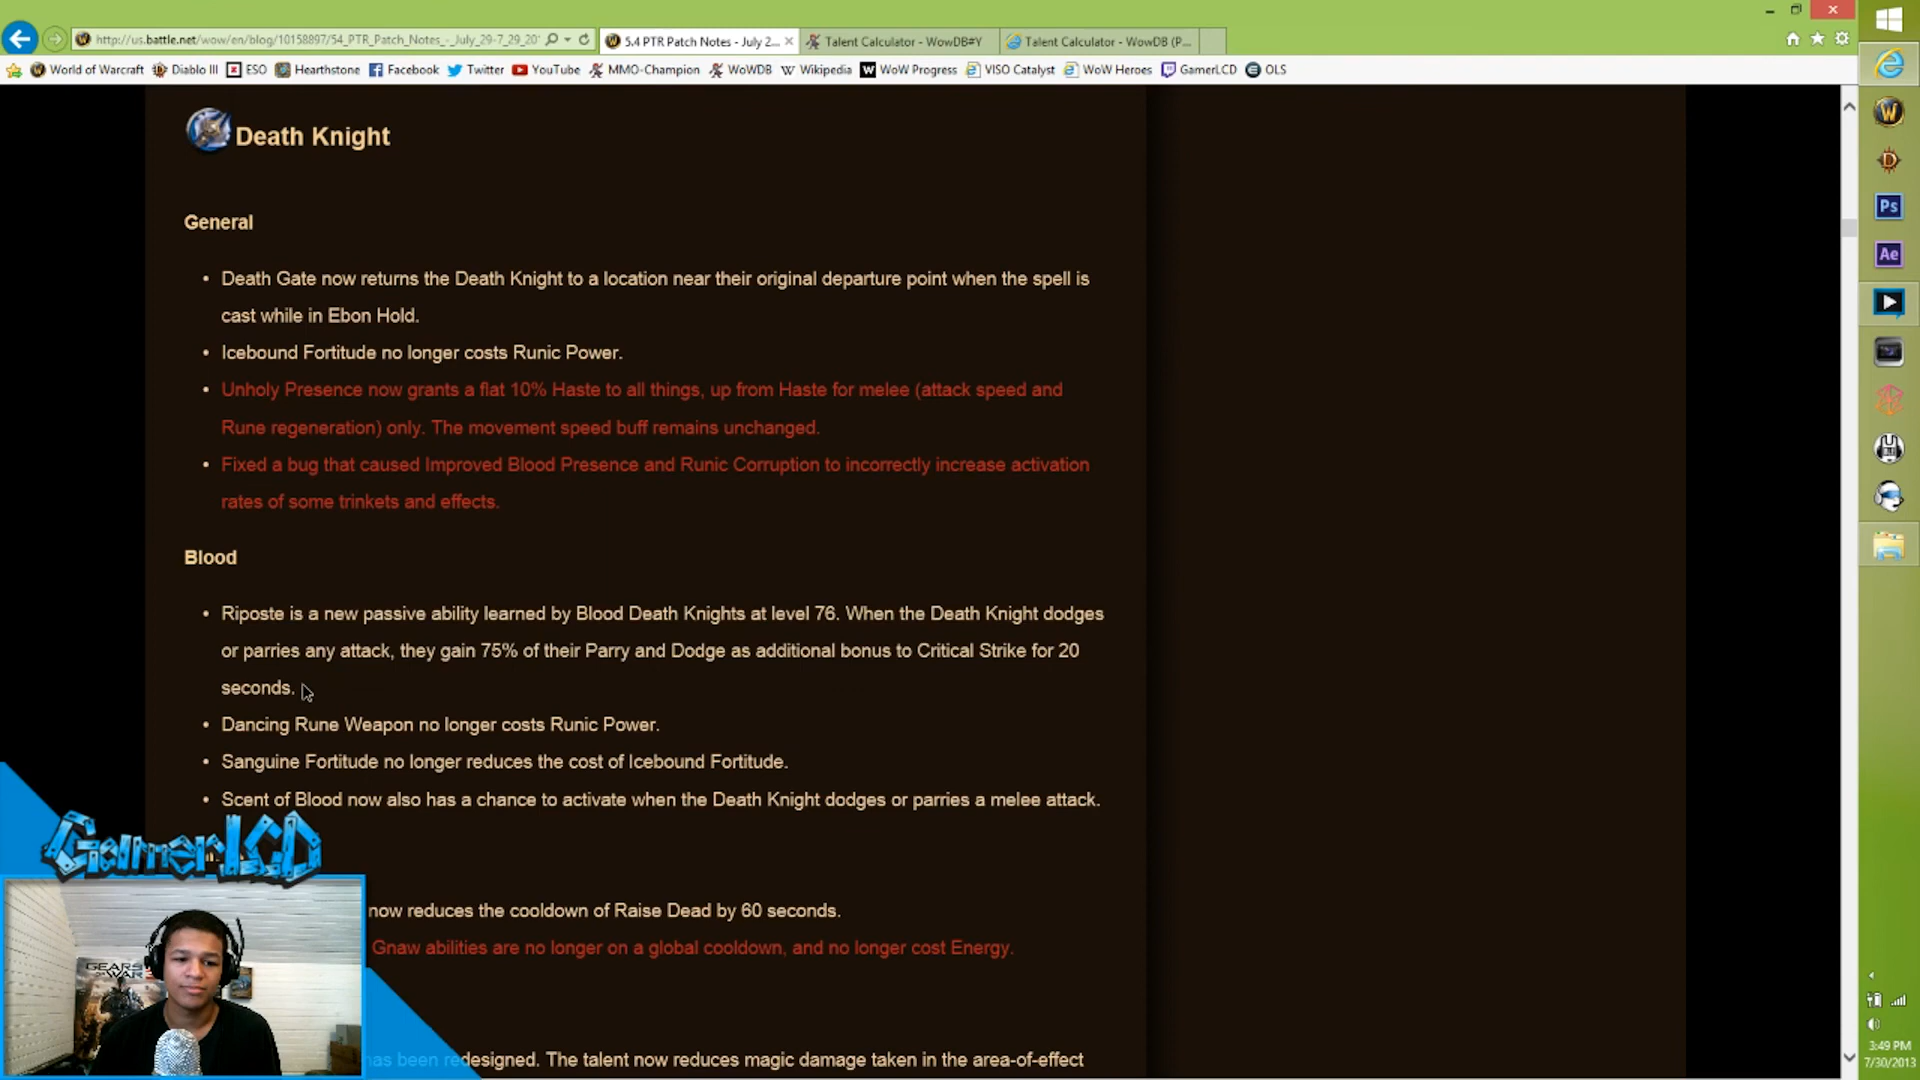 http://us.battle.net/wow/en/blog/10158897/54_PTR_Patch_Notes_-_July_29-7_29_20
5.4 PTR Patch Notes - July 2...
Talent Calculator - WowDB#Y
Talent Calculator - WowDB (P...
World of Warcraft
Diablo III
ESO
Hearthstone
Facebook
Twitter
YouTube
MMO-Champion
WoWDB
Wikipedia
WoW Progress
VISO Catalyst
WoW Heroes
GamerLCD
OLS
Death Knight
General
• Death Gate now returns the Death Knight to a location near their original departure point when the spell is
cast while in Ebon Hold.
• Icebound Fortitude no longer costs Runic Power.
• Unholy Presence now grants a flat 10% Haste to all things, up from Haste for melee (attack speed and
Rune regeneration) only. The movement speed buff remains unchanged.
• Fixed a bug that caused Improved Blood Presence and Runic Corruption to incorrectly increase activation
rates of some trinkets and effects.
Blood
• Riposte is a new passive ability learned by Blood Death Knights at level 76. When the Death Knight dodges
or parries any attack, they gain 75% of their Parry and Dodge as additional bonus to Critical Strike for 20
seconds.
• Dancing Rune Weapon no longer costs Runic Power.
• Sanguine Fortitude no longer reduces the cost of Icebound Fortitude.
• Scent of Blood now also has a chance to activate when the Death Knight dodges or parries a melee attack.
GamerLCD
now reduces the cooldown of Raise Dead by 60 seconds.
Gnaw abilities are no longer on a global cooldown, and no longer cost Energy.
has been redesigned. The talent now reduces magic damage taken in the area-of-effect
GEARS
WAR
Ps
Ae
3:49 PM
7/30/2013